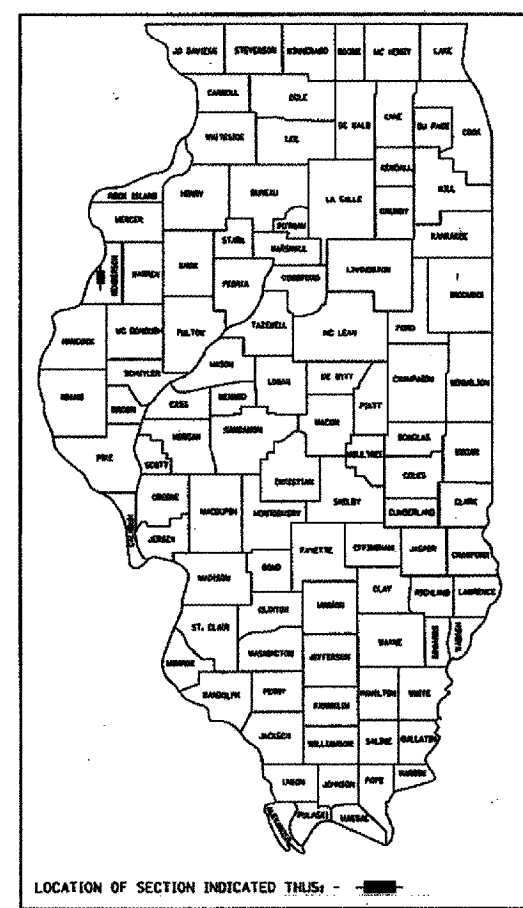 JO DAVIESS STEPHENSON WINNEBAGO BOONE MC HENRY LAKE
CARROLL OGLE DE KALB KANE DU PAGE COOK
WHITESIDE LEE KENDALL WILL
ROCK ISLAND HENRY BUREAU LA SALLE GRUNDY
MERCER PUTNAM KANKAKEE
STARK MARSHALL
HENDERSON WARREN KNOX PEORIA WOODFORD LIVINGSTON IROQUOIS
HANCOCK MC DONOUGH FULTON TAZEWELL MC LEAN FORD
SCHUYLER MASON LOGAN DE WITT CHAMPAIGN VERMILION
ADAMS BROWN CASS MENARD MACON PIATT
MORGAN SANGAMON DOUGLAS EDGAR
PIKE SCOTT MOULTRIE COLES
CHRISTIAN SHELBY
GREENE MACOUPIN MONTGOMERY CUMBERLAND CLARK
CALHOUN JERSEY FAYETTE EFFINGHAM JASPER CRAWFORD
MADISON BOND CLAY RICHLAND LAWRENCE
CLINTON MARION
ST. CLAIR WAYNE EDWARDS WABASH
MONROE WASHINGTON JEFFERSON
RANDOLPH PERRY FRANKLIN HAMILTON WHITE
JACKSON WILLIAMSON SALINE GALLATIN
UNION JOHNSON POPE HARDIN
ALEXANDER PULASKI MASSAC
LOCATION OF SECTION INDICATED THUS: -